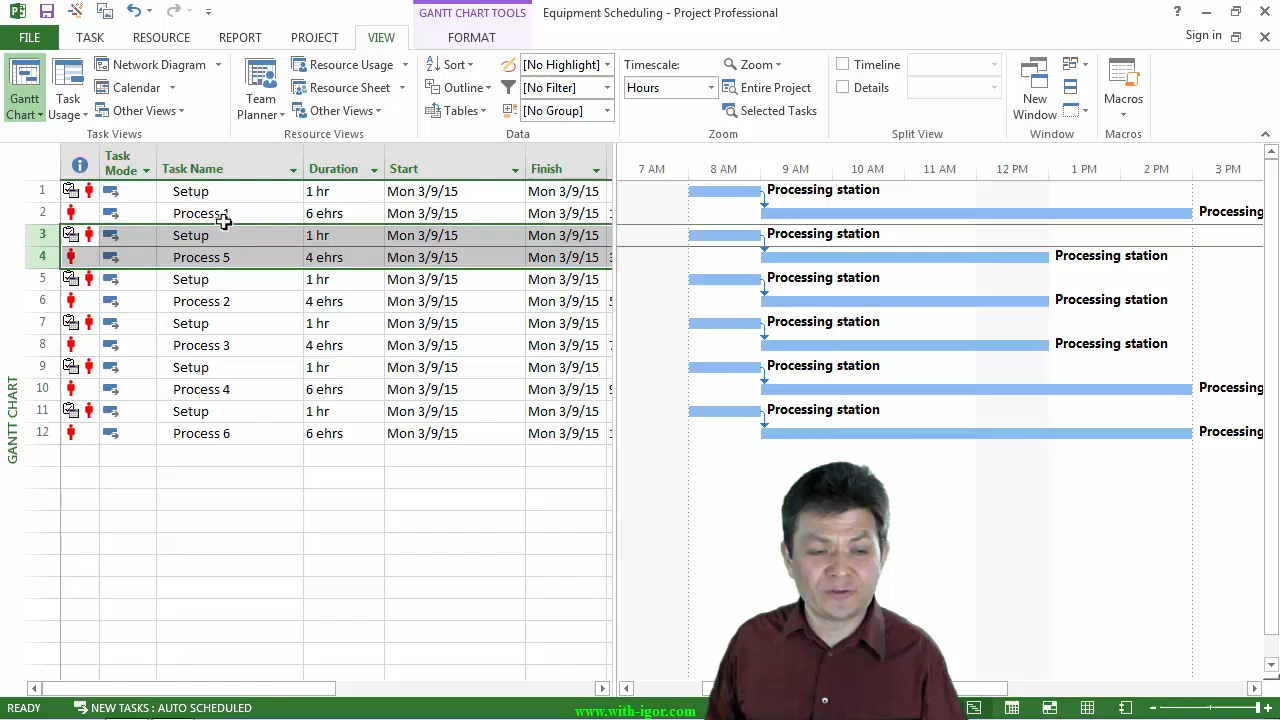 GANTT CHART TOOLS
Equipment Scheduling - Project Professional
?
FILE TASK RESOURCE REPORT PROJECT VIEW FORMAT
Sign in
Gantt Chart
Task Usage
Network Diagram
Calendar
Other Views
Task Views
Team Planner
Resource Usage
Resource Sheet
Other Views
Resource Views
Sort
Outline
Tables
[No Highlight]
[No Filter]
[No Group]
Data
Timescale:
Hours
Zoom
Entire Project
Selected Tasks
Zoom
Timeline
Details
Split View
New Window
Window
Macros
Macros
Task Mode Task Name Duration Start Finish
7 AM 8 AM 9 AM 10 AM 11 AM 12 PM 1 PM 2 PM 3 PM
1 Setup 1 hr Mon 3/9/15 Mon 3/9/15 Processing station
2 Process 1 6 ehrs Mon 3/9/15 Mon 3/9/15 1 Processing
3 Setup 1 hr Mon 3/9/15 Mon 3/9/15 Processing station
4 Process 5 4 ehrs Mon 3/9/15 Mon 3/9/15 3 Processing station
5 Setup 1 hr Mon 3/9/15 Mon 3/9/15 Processing station
6 Process 2 4 ehrs Mon 3/9/15 Mon 3/9/15 5 Processing station
7 Setup 1 hr Mon 3/9/15 Mon 3/9/15 Processing station
8 Process 3 4 ehrs Mon 3/9/15 Mon 3/9/15 7 Processing station
9 Setup 1 hr Mon 3/9/15 Mon 3/9/15 Processing station
10 Process 4 6 ehrs Mon 3/9/15 Mon 3/9/15 9 Processing
11 Setup 1 hr Mon 3/9/15 Mon 3/9/15 Processing station
12 Process 6 6 ehrs Mon 3/9/15 Mon 3/9/15 1 Processing
GANTT CHART
READY NEW TASKS : AUTO SCHEDULED
www.with-igor.com